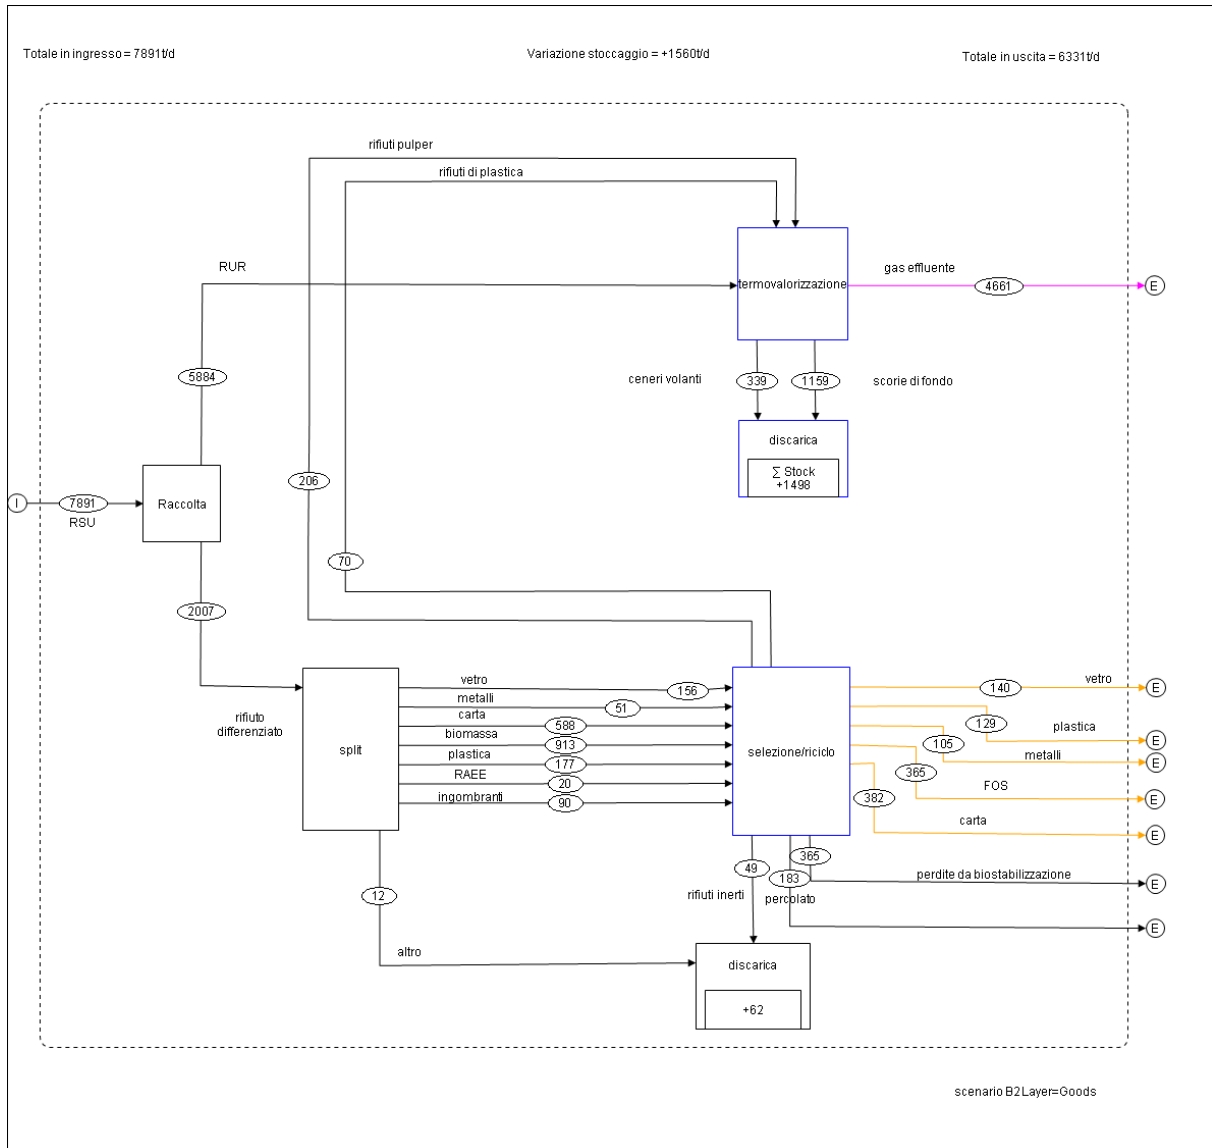 Totale in ingresso = 7891t/d
Variazione stoccaggio = +1560t/d
Totale in uscita = 6331t/d
rifiuti pulper
rifiuti di plastica
RUR
gas effluente
termovalorizzazione
4661
E
5884
ceneri volanti
339
1159
scorie di fondo
discarica
∑ Stock
+1498
206
I
7891
RSU
Raccolta
70
2007
vetro
156
metalli
51
carta
588
biomassa
913
plastica
177
RAEE
20
ingombranti
90
rifiuto
differenziato
split
selezione/riciclo
140
vetro
E
129
plastica
E
105
metalli
E
365
FOS
E
382
carta
E
365
perdite da biostabilizzazione
E
49
183
rifiuti inerti
percolato
E
12
altro
discarica
+62
scenario B2Layer=Goods